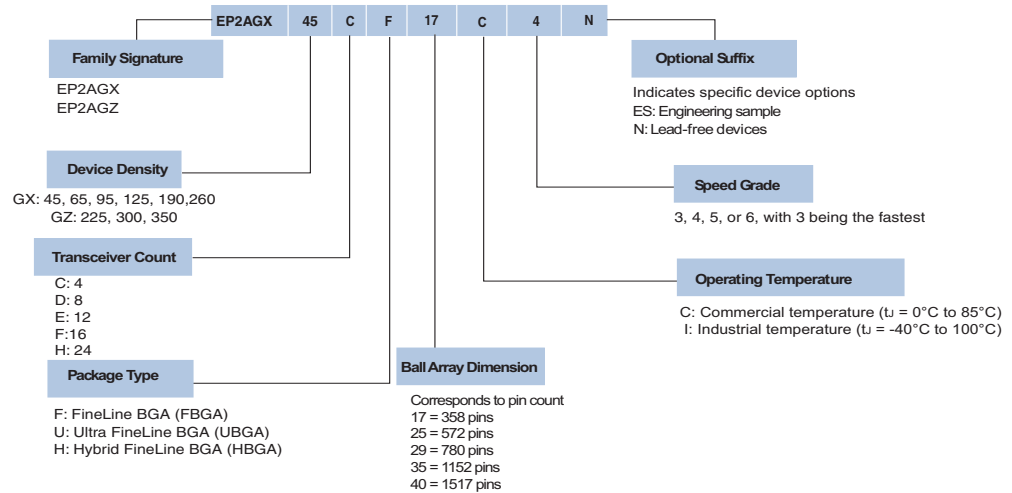 EP2AGX 45 C F 17 C 4 N
Family Signature
EP2AGX
EP2AGZ
Optional Suffix
Indicates specific device options
ES: Engineering sample
N: Lead-free devices
Device Density
GX: 45, 65, 95, 125, 190,260
GZ: 225, 300, 350
Speed Grade
3, 4, 5, or 6, with 3 being the fastest
Transceiver Count
C: 4
D: 8
E: 12
F:16
H: 24
Operating Temperature
C: Commercial temperature (tJ = 0°C to 85°C)
I: Industrial temperature (tJ = -40°C to 100°C)
Package Type
F: FineLine BGA (FBGA)
U: Ultra FineLine BGA (UBGA)
H: Hybrid FineLine BGA (HBGA)
Ball Array Dimension
Corresponds to pin count
17 = 358 pins
25 = 572 pins
29 = 780 pins
35 = 1152 pins
40 = 1517 pins